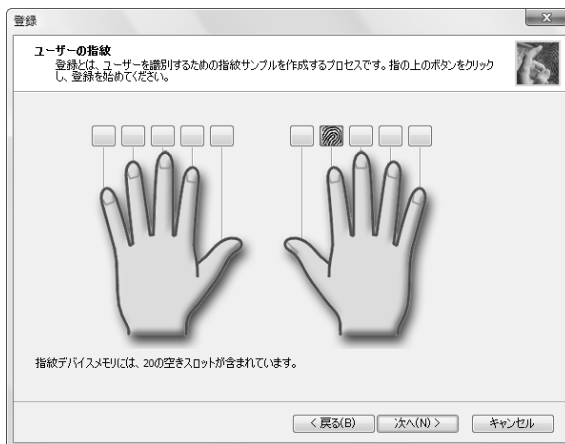 登録
ユーザーの指紋
登録とは、ユーザーを識別するための指紋サンプルを作成するプロセスです。指の上のボタンをクリック
し、登録を始めてください。
指紋デバイスメモリには、20の空きスロットが含まれています。
< 戻る(B) 次へ(N) > キャンセル